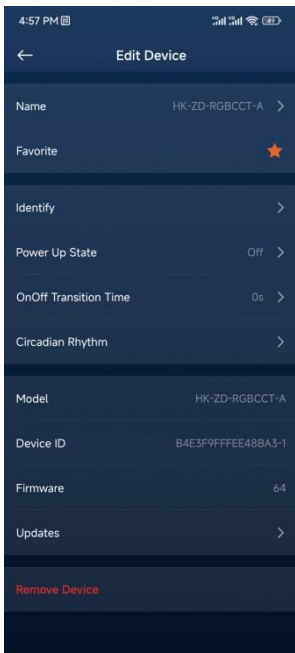 4:57 PM
Edit Device
Name HK-ZD-RGBCCT-A
Favorite
Identify
Power Up State Off
OnOff Transition Time 0s
Circadian Rhythm
Model HK-ZD-RGBCCT-A
Device ID B4E3F9FFFEE48BA3-1
Firmware 64
Updates
Remove Device